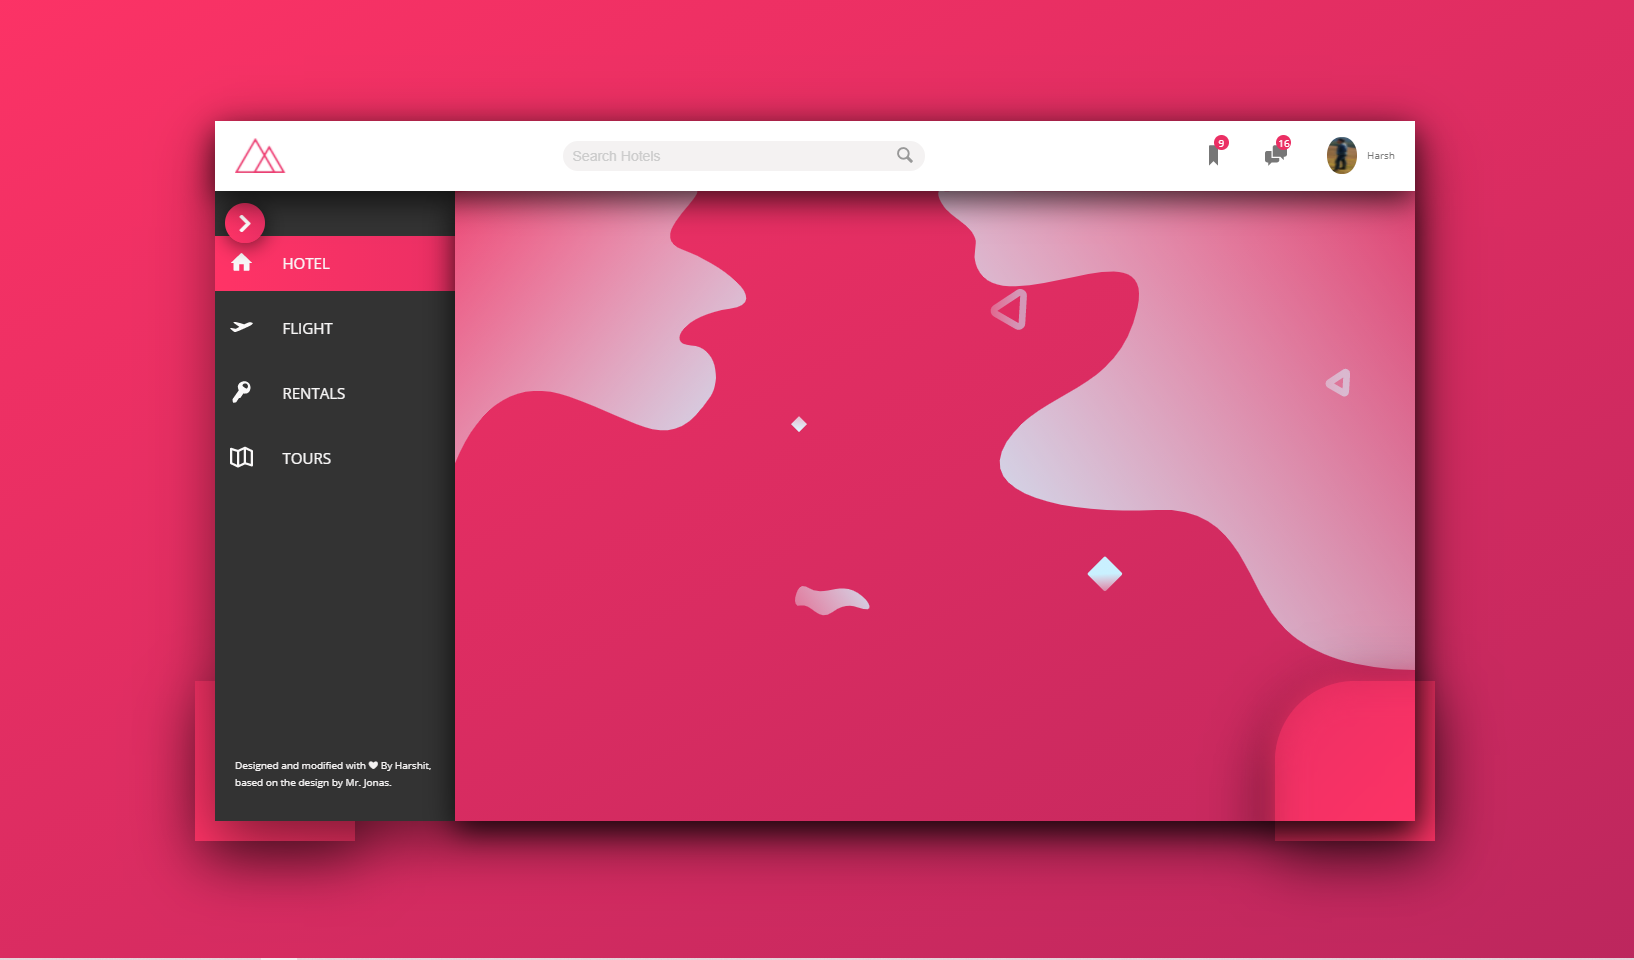 Search Hotels
9
16
Harsh
HOTEL
FLIGHT
RENTALS
TOURS
Designed and modified with ❤ By Harshit,
based on the design by Mr. Jonas.